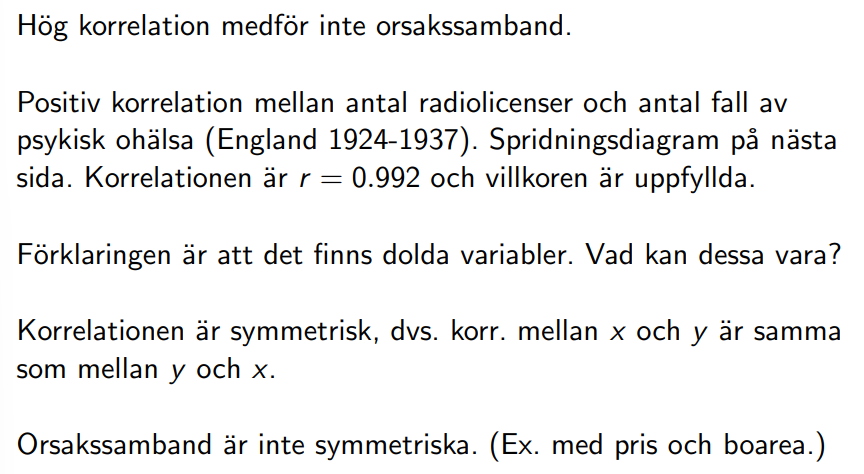 Hög korrelation medför inte orsakssamband.
Positiv korrelation mellan antal radiolicenser och antal fall av
psykisk ohälsa (England 1924-1937). Spridningsdiagram på nästa
sida. Korrelationen är r = 0.992 och villkoren är uppfyllda.
Förklaringen är att det finns dolda variabler. Vad kan dessa vara?
Korrelationen är symmetrisk, dvs. korr. mellan x och y är samma
som mellan y och x.
Orsakssamband är inte symmetriska. (Ex. med pris och boarea.)